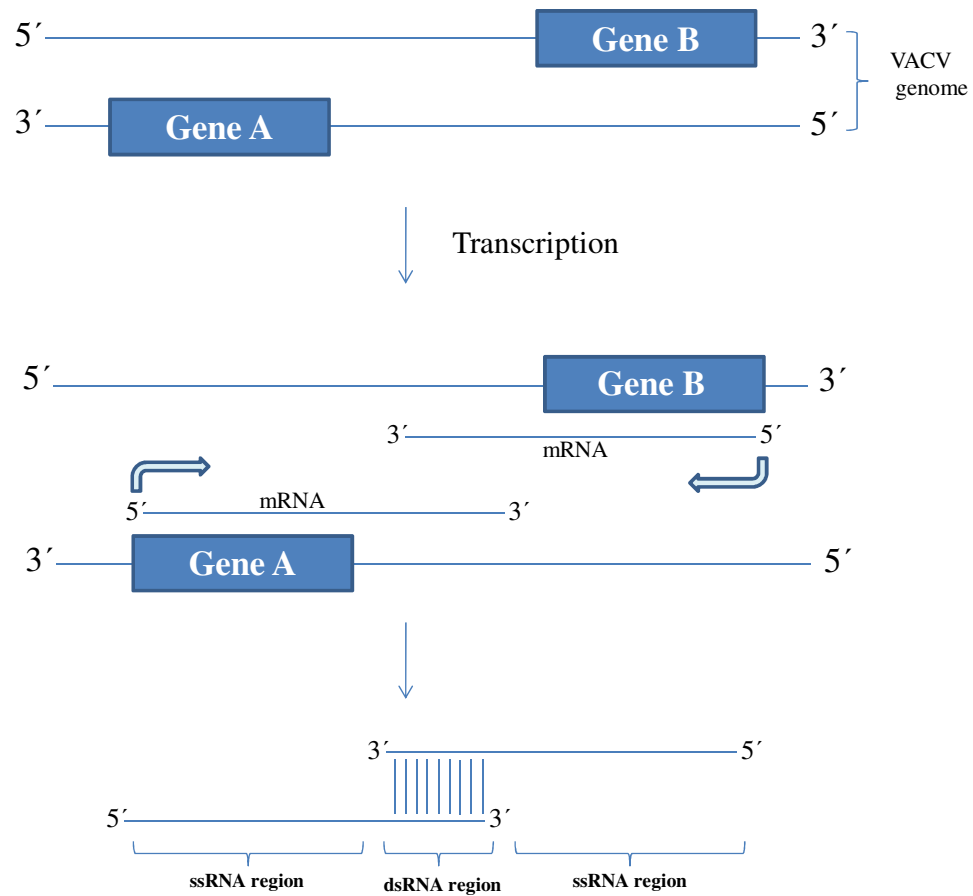 5´ Gene B 3´
VACV
genome
3´ Gene A 5´
Transcription
5´ Gene B 3´
3´ mRNA 5´
5´ mRNA 3´
3´ Gene A 5´
3´ 5´
5´ 3´
ssRNA region dsRNA region ssRNA region